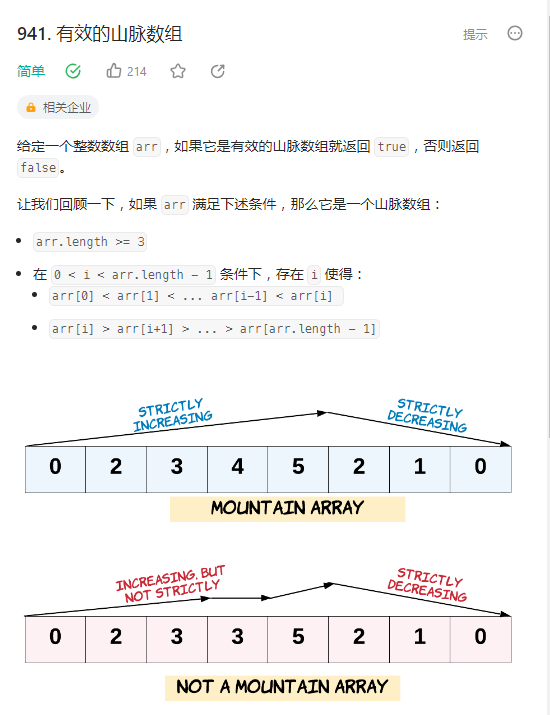 941. 有效的山脉数组
提示
简单
214
相关企业
给定一个整数数组 arr，如果它是有效的山脉数组就返回 true，否则返回
false。
让我们回顾一下，如果 arr 满足下述条件，那么它是一个山脉数组：
arr.length >= 3
在 0 < i < arr.length - 1 条件下，存在 i 使得：
arr[0] < arr[1] < ... arr[i-1] < arr[i]
arr[i] > arr[i+1] > ... > arr[arr.length - 1]
STRICTLY
INCREASING
STRICTLY
DECREASING
0 2 3 4 5 2 1 0
MOUNTAIN ARRAY
INCREASING, BUT
NOT STRICTLY
STRICTLY
DECREASING
0 2 3 3 5 2 1 0
NOT A MOUNTAIN ARRAY